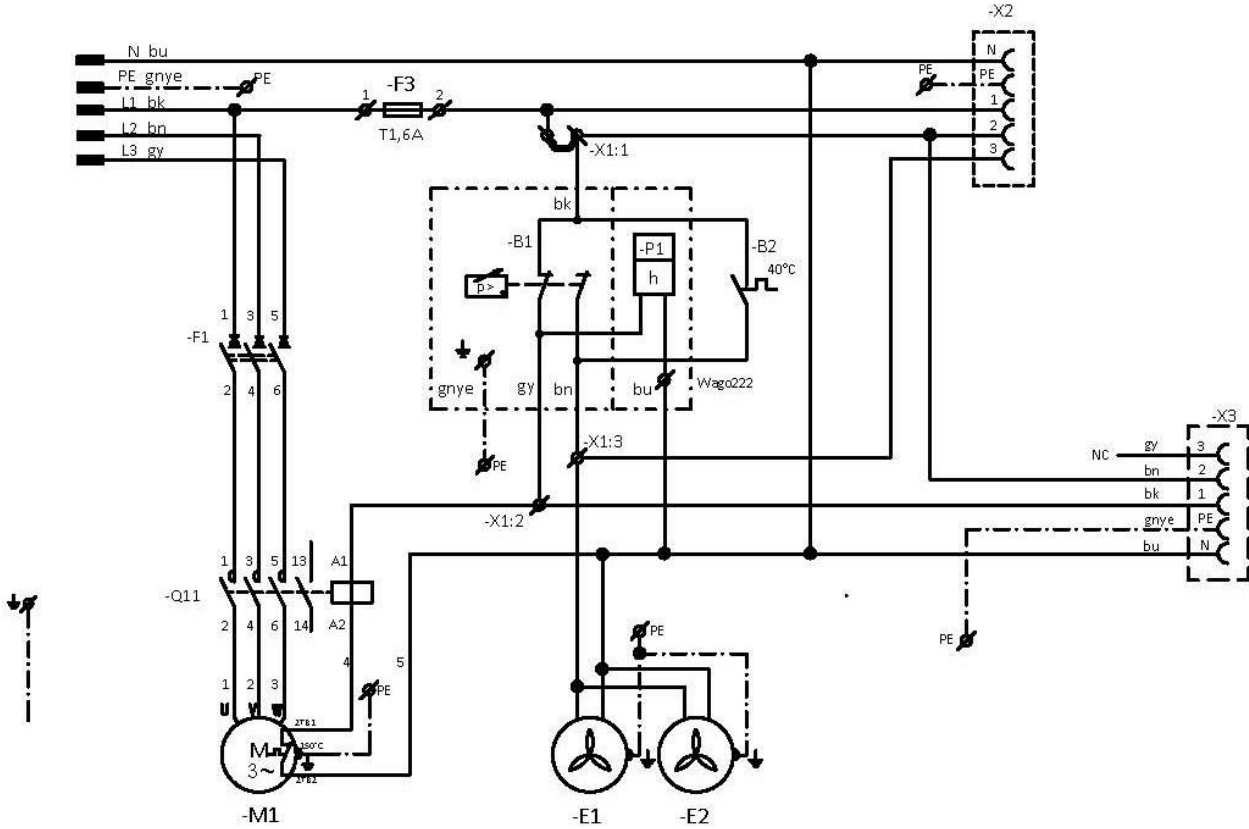 -X2
N bu
N
PE gnye
PE
PE
PE
L1 bk
1
-F3
2
1
T1,6A
L2 bn
2
-X1:1
L3 gy
3
bk
-B1
-P1
-B2
h
40°C
p>
1 3 5
-F1
2 4 6
gnye
gy
bn
bu
Wago222
-X3
-X1:3
NC
gy
3
PE
bn
2
bk
1
-X1:2
gnye
PE
bu
N
1 3 5 13
A1
-Q11
2 4 6 14
A2
PE
PE
4
5
1 2 3
PE
U V W
2TB1
M
150°C
3~
2TB2
-M1
-E1
-E2